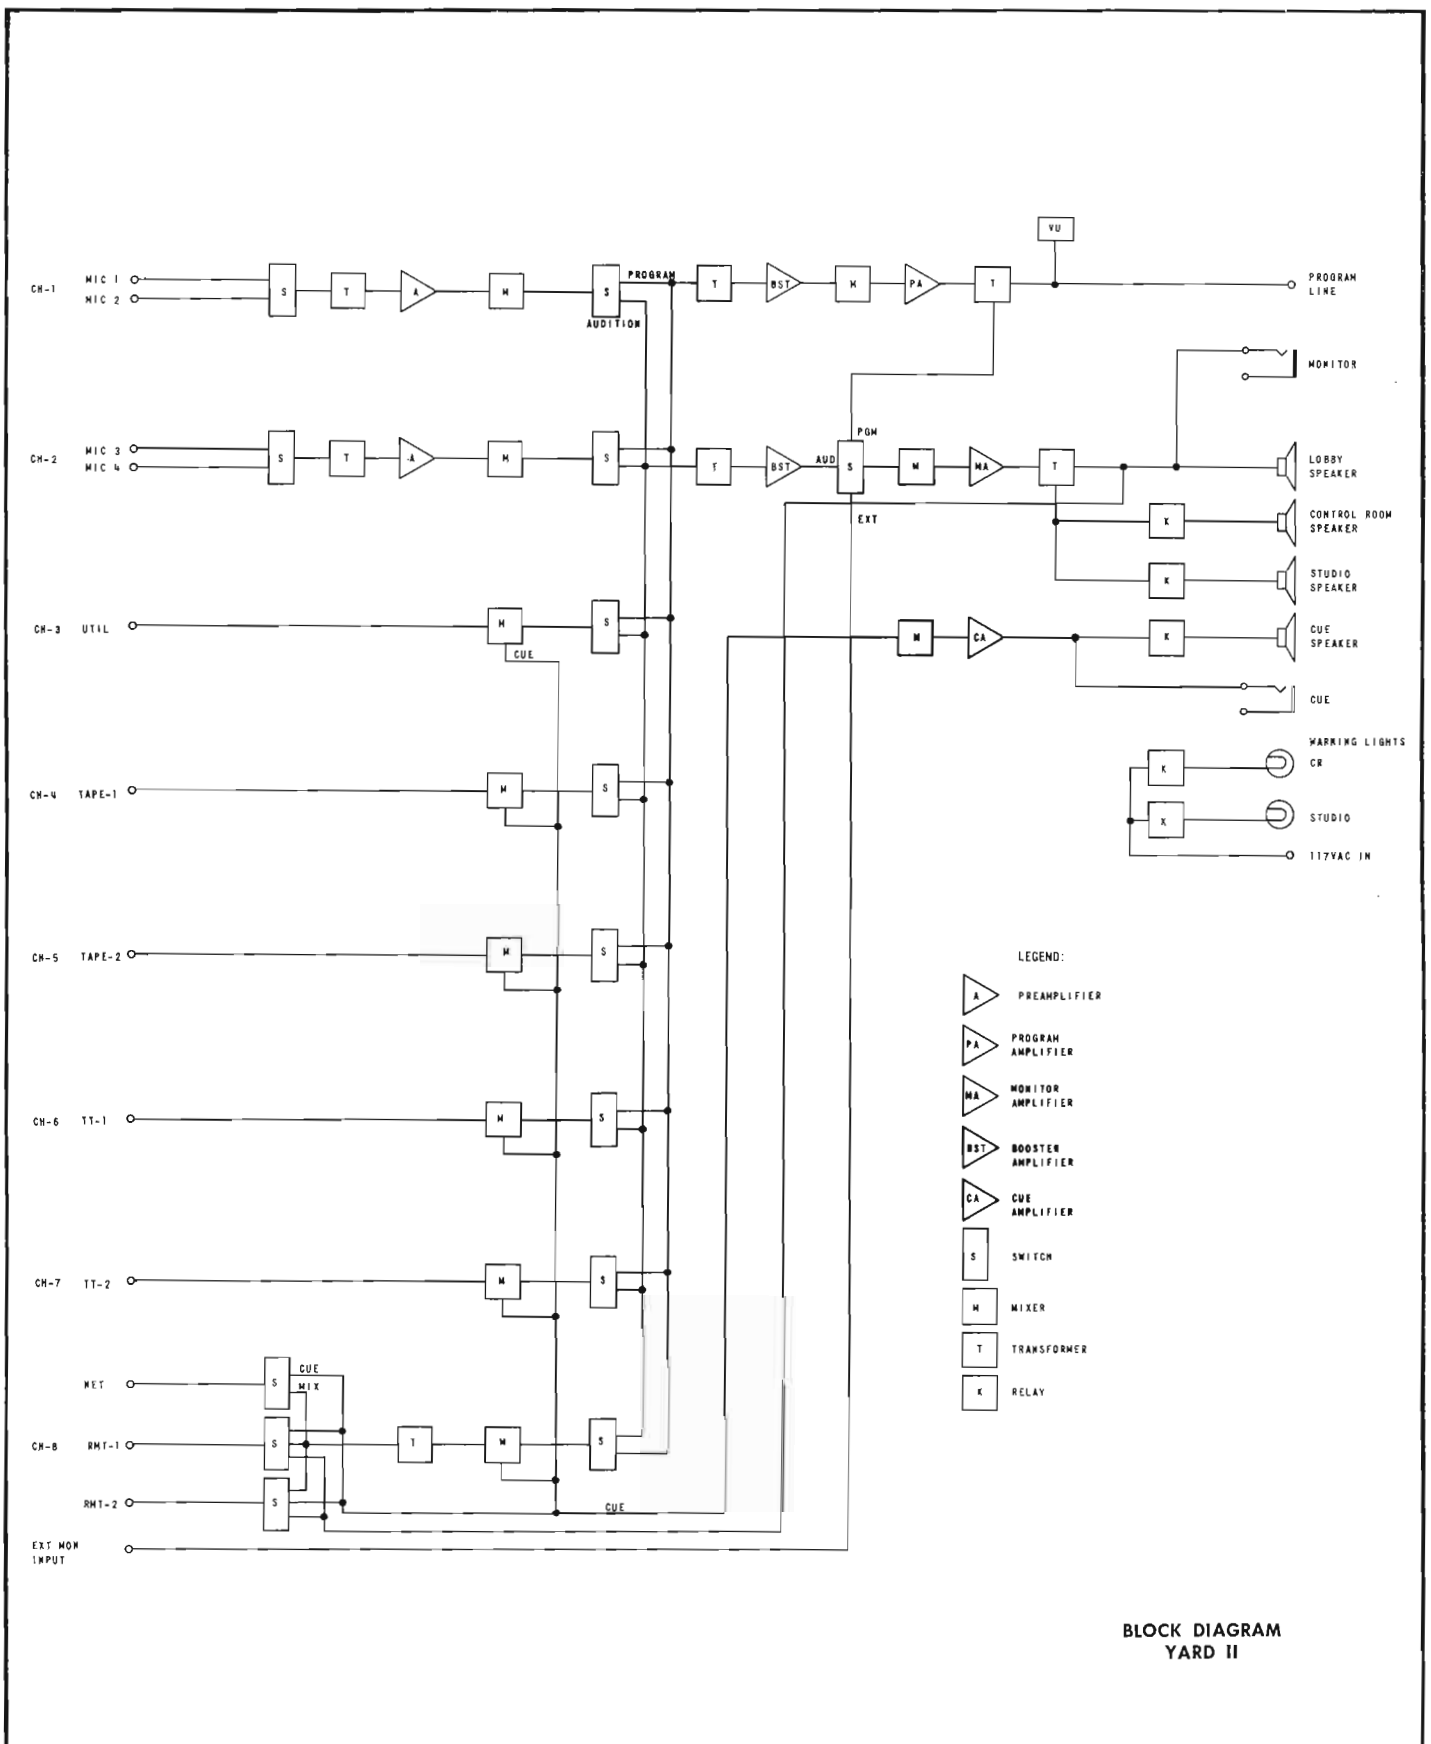 VU
CH-1 MIC 1 S T A M S PROGRAM T BST M PA T PROGRAM
MIC 2 LINE
AUDITION
MONITOR
PGM
CH-2 MIC 3 S T A M S T BST AUD S M MA T LOBBY
MIC 4 SPEAKER
EXT K CONTROL ROOM
SPEAKER
K STUDIO
SPEAKER
CH-3 UTIL M S M CA K CUE
SPEAKER
CUE
CUE
WARNING LIGHTS
K CR
CH-4 TAPE-1 M S K STUDIO
117VAC IN
CH-5 TAPE-2 M S
LEGEND:
A PREAMPLIFIER
PA PROGRAM
AMPLIFIER
MA MONITOR
AMPLIFIER
CH-6 TT-1 M S
BST BOOSTER
AMPLIFIER
CA CUE
AMPLIFIER
S SWITCH
CH-7 TT-2 M S
M MIXER
T TRANSFORMER
K RELAY
NET S CUE
MIX
CH-8 RMT-1 S T M S
RMT-2 S CUE
EXT MON
INPUT
BLOCK DIAGRAM
YARD II